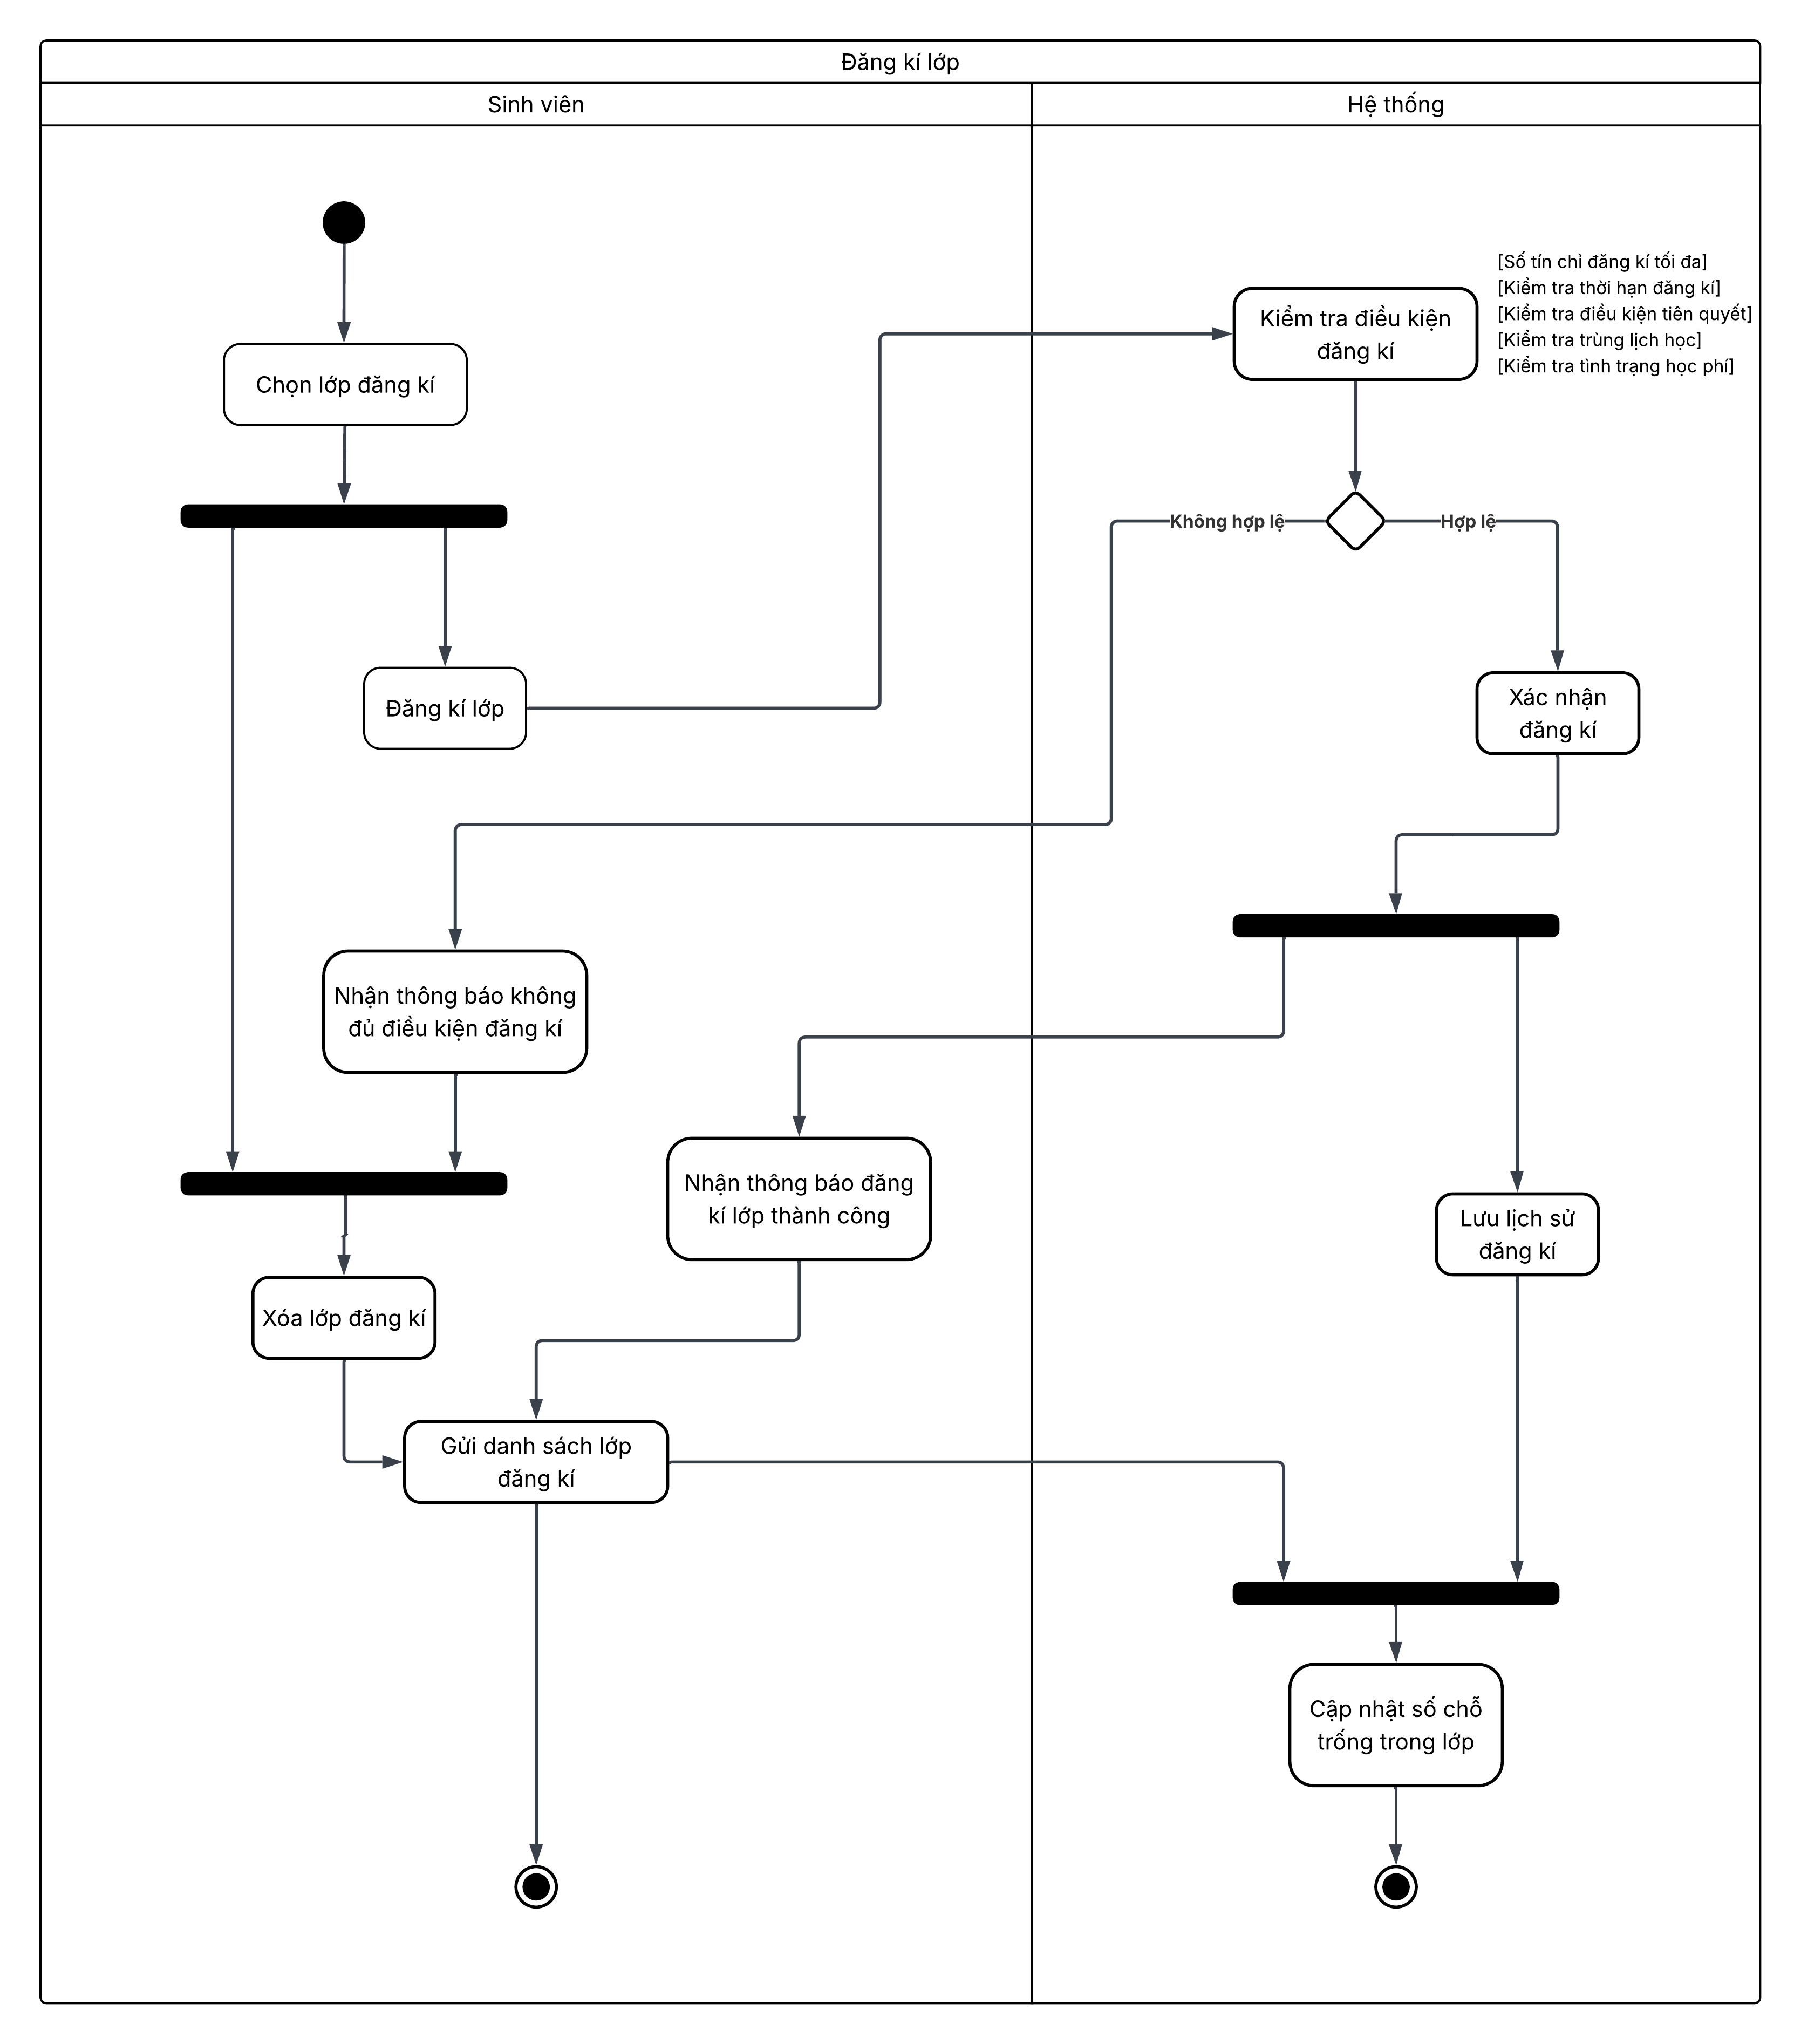 Đăng kí lớp
Sinh viên
Hệ thống
[Số tín chỉ đăng kí tối đa]
[Kiểm tra thời hạn đăng kí]
[Kiểm tra điều kiện tiên quyết]
[Kiểm tra trùng lịch học]
[Kiểm tra tình trạng học phí]
Kiểm tra điều kiện
đăng kí
Chọn lớp đăng kí
Không hợp lệ
Hợp lệ
Đăng kí lớp
Xác nhận
đăng kí
Nhận thông báo không
đủ điều kiện đăng kí
Nhận thông báo đăng
kí lớp thành công
Lưu lịch sử
đăng kí
Xóa lớp đăng kí
Gửi danh sách lớp
đăng kí
Cập nhật số chỗ
trống trong lớp